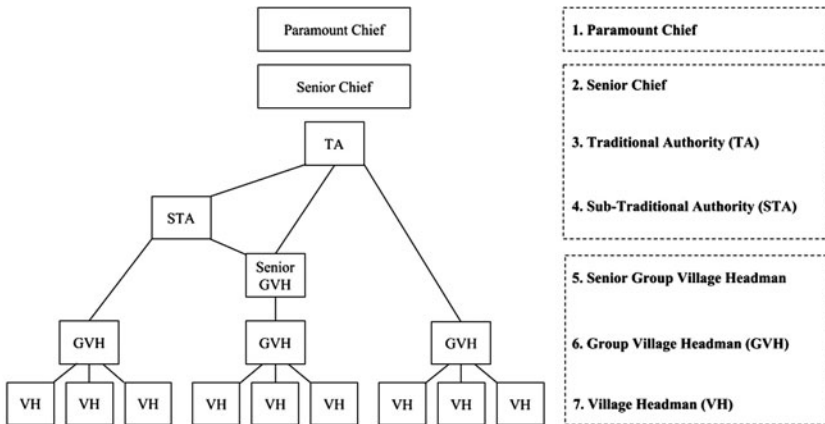 Paramount Chief
1. Paramount Chief
Senior Chief
2. Senior Chief
TA
3. Traditional Authority (TA)
STA
4. Sub-Traditional Authority (STA)
Senior
GVH
5. Senior Group Village Headman
GVH GVH GVH
6. Group Village Headman (GVH)
VH VH VH VH VH VH VH VH VH
7. Village Headman (VH)